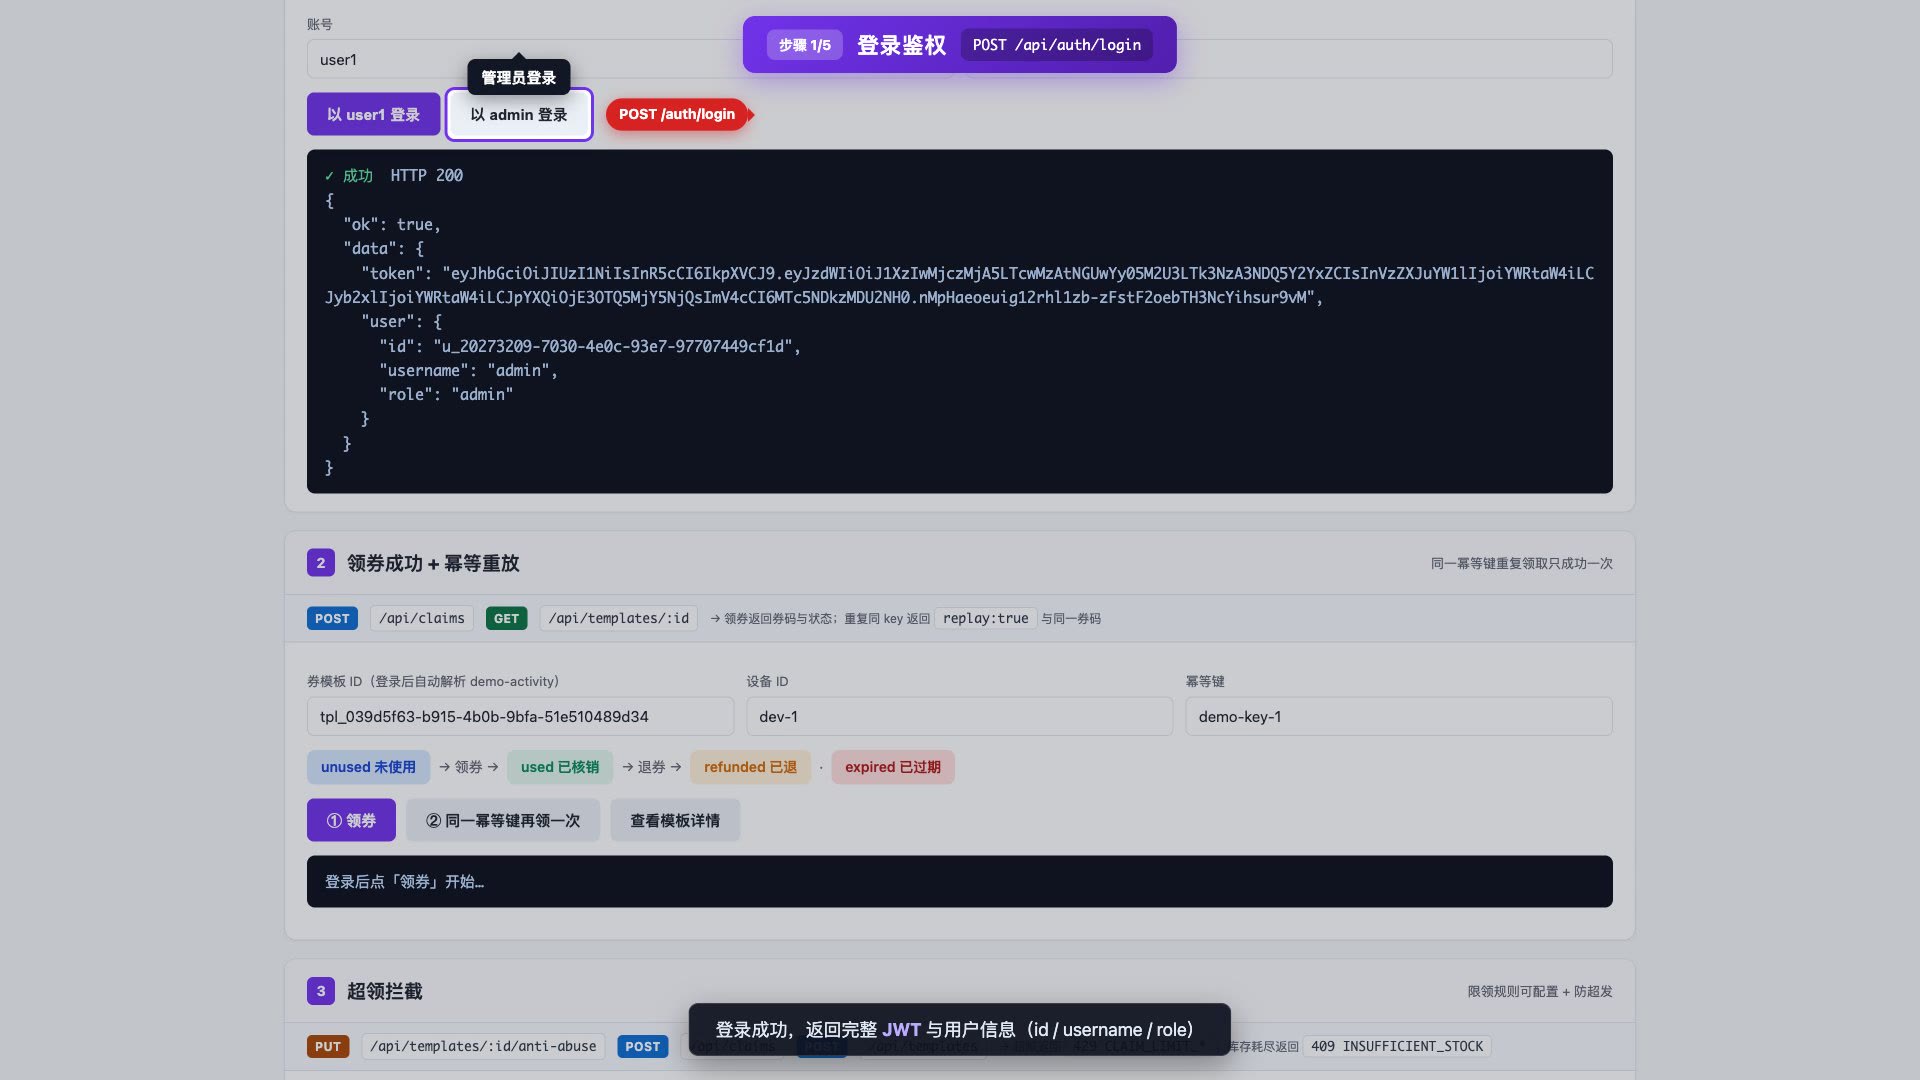 账号
user1
步骤 1/5 登录鉴权 POST /api/auth/login
管理员登录
以 user1 登录 以 admin 登录 POST /auth/login
✓ 成功 HTTP 200
{
"ok": true,
"data": {
"token": "eyJhbGciOiJIUzI1NiIsInR5cCI6IkpXVCJ9.eyJzdWIiOiJ1XzIwMjczMjA5LTcwMzAtNGUwYy05M2U3LTk3NzA3NDQ5Y2YxZCIsInVzZXJuYW1lIjoiYWRtaW4iLC
Jyb2xlIjoiYWRtaW4iLCJpYXQiOjE3OTQ5MjY5NjQsImV4cCI6MTc5NDkzMDU2NH0.nMpHaeoeuig12rhl1zb-zFstF2oebTH3NcYihsur9vM",
"user": {
"id": "u_20273209-7030-4e0c-93e7-97707449cf1d",
"username": "admin",
"role": "admin"
}
}
}
2 领券成功 + 幂等重放 同一幂等键重复领取只成功一次
POST /api/claims GET /api/templates/:id → 领券返回券码与状态；重复同 key 返回 replay:true 与同一券码
券模板 ID（登录后自动解析 demo-activity） 设备 ID 幂等键
tpl_039d5f63-b915-4b0b-9bfa-51e510489d34 dev-1 demo-key-1
unused 未使用 → 领券 → used 已核销 → 退券 → refunded 已退 · expired 已过期
① 领券 ② 同一幂等键再领一次 查看模板详情
登录后点「领券」开始…
3 超领拦截 限领规则可配置 + 防超发
PUT /api/templates/:id/anti-abuse POST /api/claims POST /api/templates 429 CLAIM_LIMIT_* 库存耗尽返回 409 INSUFFICIENT_STOCK
登录成功，返回完整 JWT 与用户信息（id / username / role）